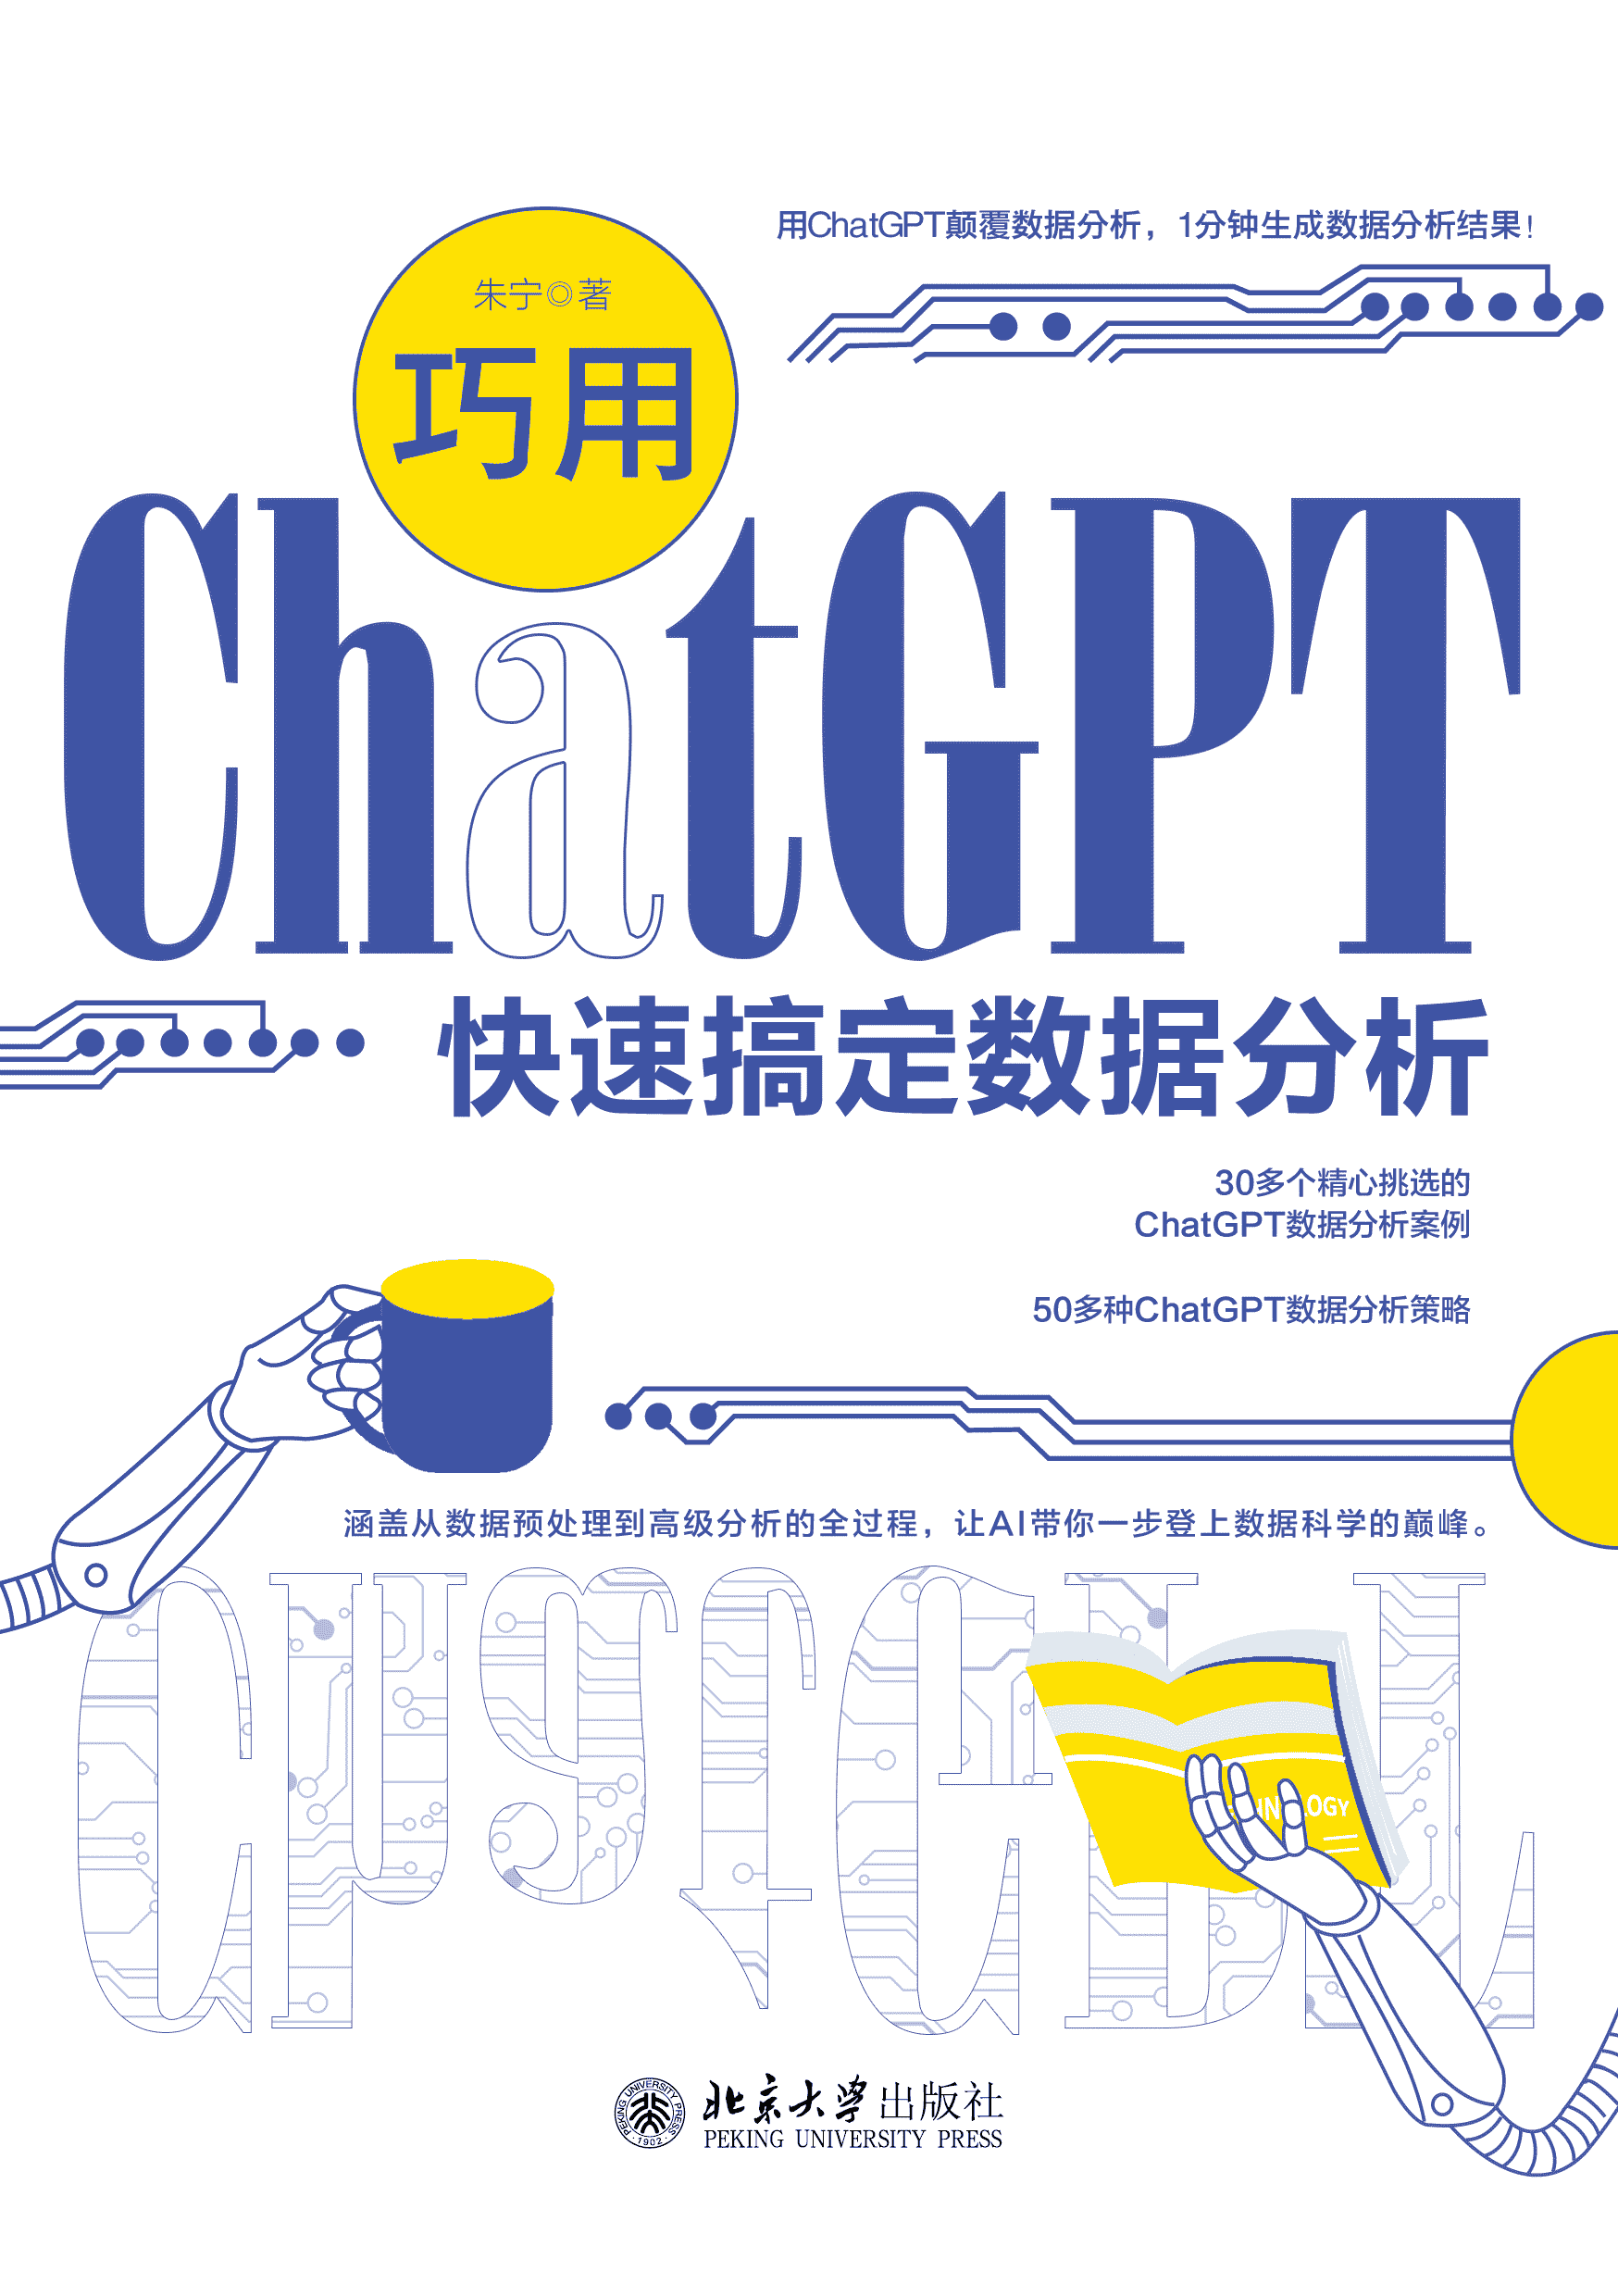 用ChatGPT颠覆数据分析，1分钟生成数据分析结果！
朱宁◎著
巧用
ChatGPT
快速搞定数据分析
30多个精心挑选的
ChatGPT数据分析案例
50多种ChatGPT数据分析策略
涵盖从数据预处理到高级分析的全过程，让AI带你一步登上数据科学的巅峰。
PEKING UNIVERSITY PRESS
·1902·
北京大学出版社
PEKING UNIVERSITY PRESS